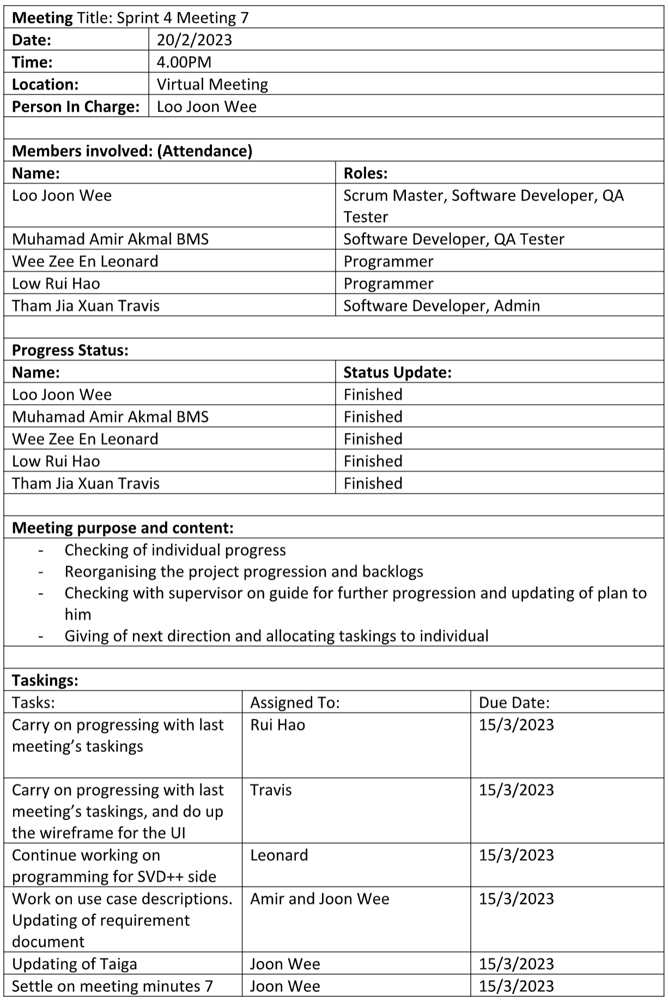 Meeting Title: Sprint 4 Meeting 7
Date: 20/2/2023
Time: 4.00PM
Location: Virtual Meeting
Person In Charge: Loo Joon Wee
Members involved: (Attendance)
Name: Roles:
Loo Joon Wee Scrum Master, Software Developer, QA
Tester
Muhamad Amir Akmal BMS Software Developer, QA Tester
Wee Zee En Leonard Programmer
Low Rui Hao Programmer
Tham Jia Xuan Travis Software Developer, Admin
Progress Status:
Name: Status Update:
Loo Joon Wee Finished
Muhamad Amir Akmal BMS Finished
Wee Zee En Leonard Finished
Low Rui Hao Finished
Tham Jia Xuan Travis Finished
Meeting purpose and content:
- Checking of individual progress
- Reorganising the project progression and backlogs
- Checking with supervisor on guide for further progression and updating of plan to
him
- Giving of next direction and allocating taskings to individual
Taskings:
Tasks: Assigned To: Due Date:
Carry on progressing with last Rui Hao 15/3/2023
meeting’s taskings
Carry on progressing with last Travis 15/3/2023
meeting’s taskings, and do up
the wireframe for the UI
Continue working on Leonard 15/3/2023
programming for SVD++ side
Work on use case descriptions. Amir and Joon Wee 15/3/2023
Updating of requirement
document
Updating of Taiga Joon Wee 15/3/2023
Settle on meeting minutes 7 Joon Wee 15/3/2023